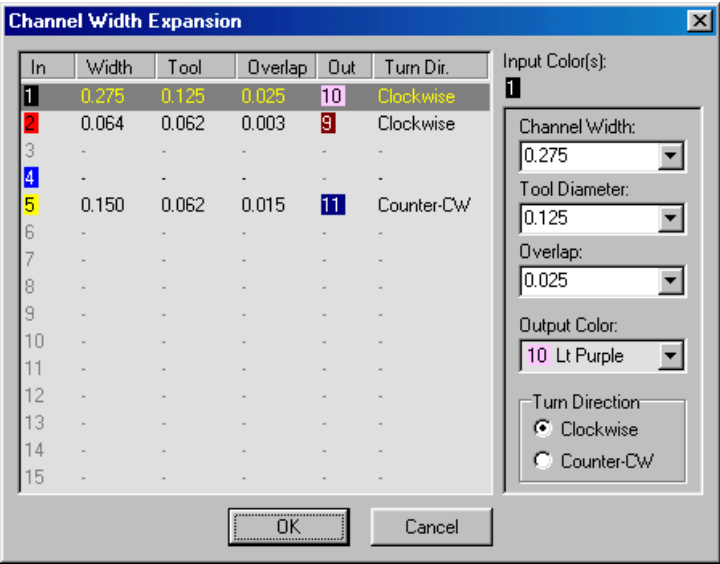 Channel Width Expansion
In Width Tool Overlap Out Turn Dir.
1 0.275 0.125 0.025 10 Clockwise
2 0.064 0.062 0.003 9 Clockwise
3 - - - - -
4 - - - - -
5 0.150 0.062 0.015 11 Counter-CW
6 - - - - -
7 - - - - -
8 - - - - -
9 - - - - -
10 - - - - -
11 - - - - -
12 - - - - -
13 - - - - -
14 - - - - -
15 - - - - -
Input Color(s):
1
Channel Width:
0.275
Tool Diameter:
0.125
Overlap:
0.025
Output Color:
10 Lt Purple
Turn Direction
Clockwise
Counter-CW
OK Cancel